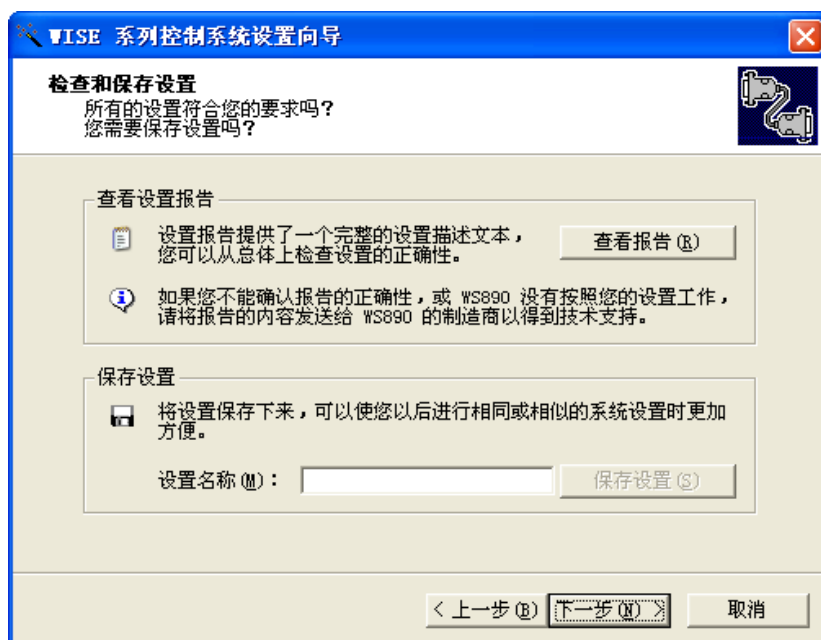 WISE 系列控制系统设置向导
检查和保存设置
所有的设置符合您的要求吗?
您需要保存设置吗?
查看设置报告
设置报告提供了一个完整的设置描述文本，
您可以从总体上检查设置的正确性。
查看报告(R)
如果您不能确认报告的正确性，或 WS890 没有按照您的设置工作，
请将报告的内容发送给 WS890 的制造商以得到技术支持。
保存设置
将设置保存下来，可以使您以后进行相同或相似的系统设置时更加
方便。
设置名称(M)：
保存设置(S)
< 上一步(B)
下一步(N) >
取消